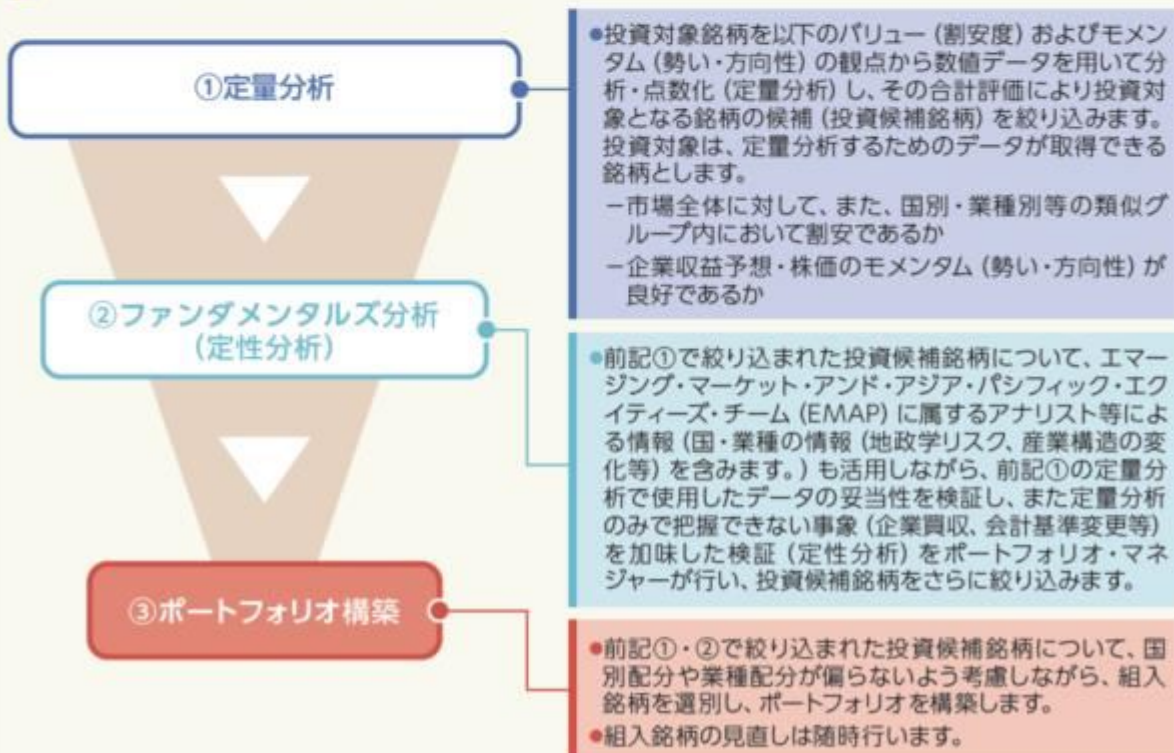 ①定量分析
●投資対象銘柄を以下のバリュー（割安度）およびモメン
タム（勢い・方向性）の観点から数値データを用いて分
析・点数化（定量分析）し、その合計評価により投資対
象となる銘柄の候補（投資候補銘柄）を絞り込みます。
投資対象は、定量分析するためのデータが取得できる
銘柄とします。
－市場全体に対して、また、国別・業種別等の類似グ
ループ内において割安であるか
－企業収益予想・株価のモメンタム（勢い・方向性）が
良好であるか
②ファンダメンタルズ分析
（定性分析）
●前記①で絞り込まれた投資候補銘柄について、エマー
ジング・マーケット・アンド・アジア・パシフィック・エク
イティーズ・チーム（EMAP）に属するアナリスト等によ
る情報（国・業種の情報（地政学リスク、産業構造の変
化等）を含みます。）も活用しながら、前記①の定量分
析で使用したデータの妥当性を検証し、また定量分析
のみで把握できない事象（企業買収、会計基準変更等）
を加味した検証（定性分析）をポートフォリオ・マネ
ジャーが行い、投資候補銘柄をさらに絞り込みます。
③ポートフォリオ構築
●前記①・②で絞り込まれた投資候補銘柄について、国
別配分や業種配分が偏らないよう考慮しながら、組入
銘柄を選別し、ポートフォリオを構築します。
●組入銘柄の見直しは随時行います。